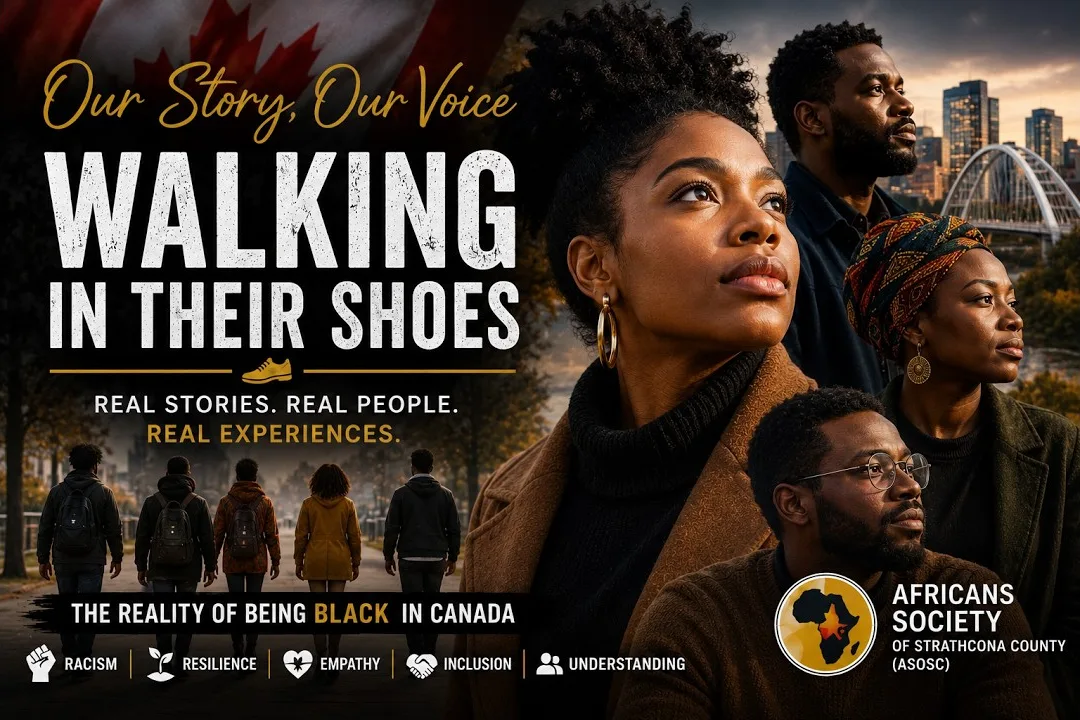 Our Story, Our Voice
WALKING
IN THEIR SHOES
REAL STORIES. REAL PEOPLE.
REAL EXPERIENCES.
THE REALITY OF BEING BLACK IN CANADA
RACISM
RESILIENCE
EMPATHY
INCLUSION
UNDERSTANDING
AFRICANS
SOCIETY
OF STRATHCONA COUNTY
(ASOSC)